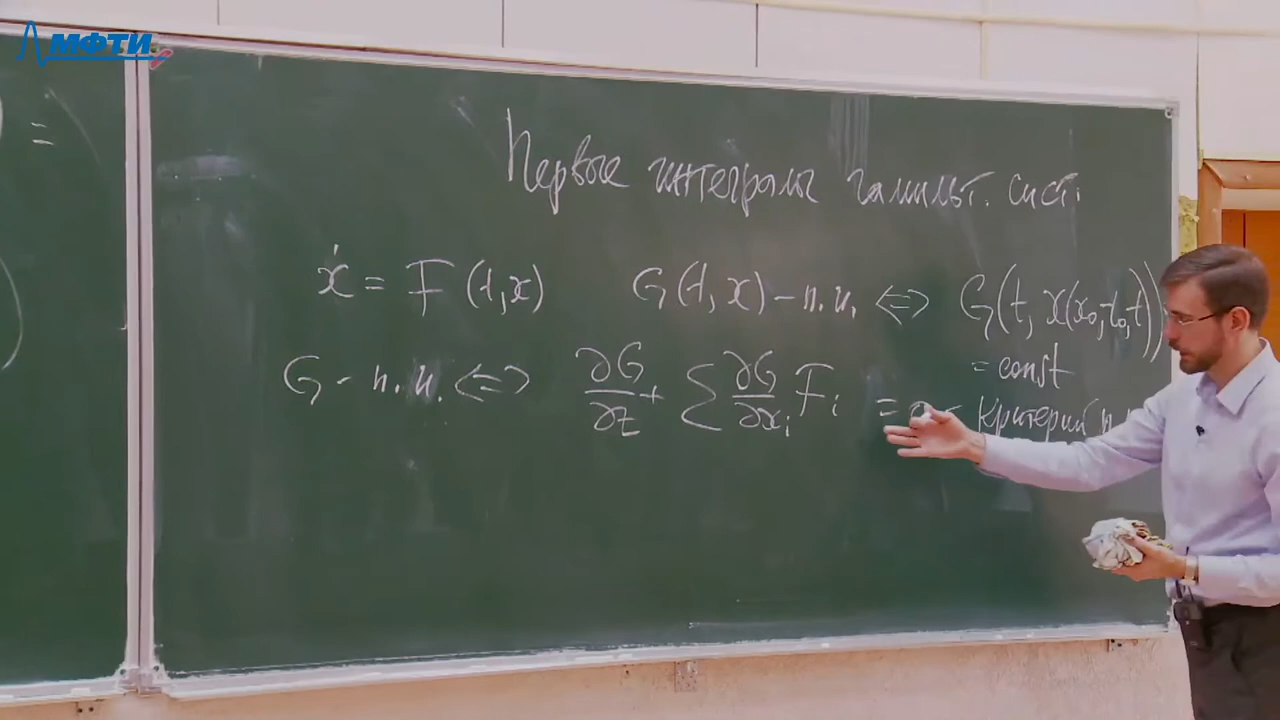 МФТИ
=
Первые интегралы гамильт. сист.
ẋ = F(t,x) G(t,x) – п.и. <=> G(t, x(x₀,t₀,t))
= const
G – п.и. <=> ∂G/∂t + ∑ ∂G/∂xᵢ Fᵢ = 0 – критерий п.